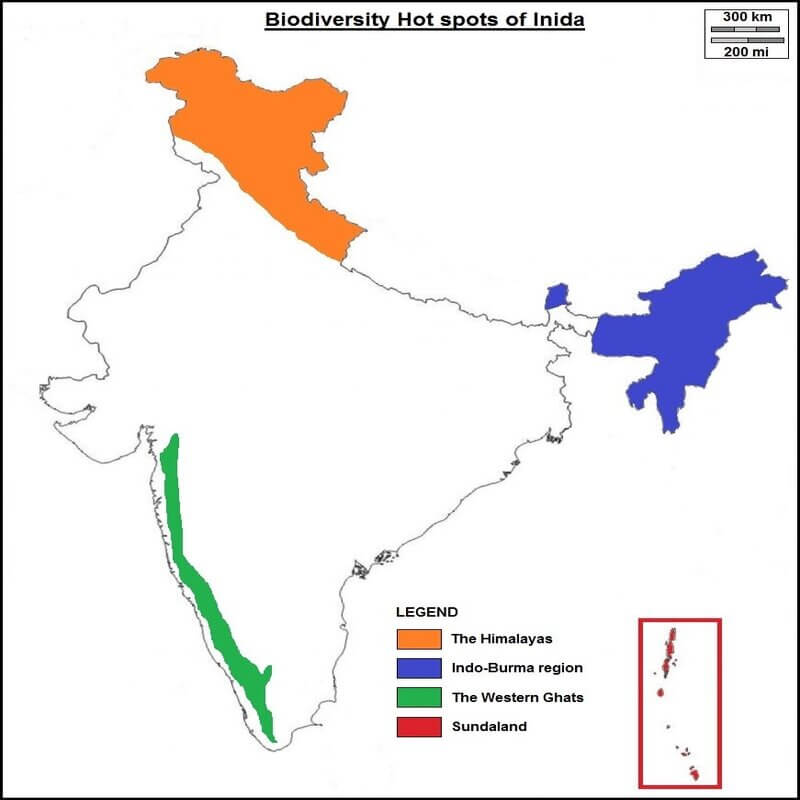 Biodiversity Hot spots of Inida
300 km
200 mi
LEGEND
The Himalayas
Indo-Burma region
The Western Ghats
Sundaland